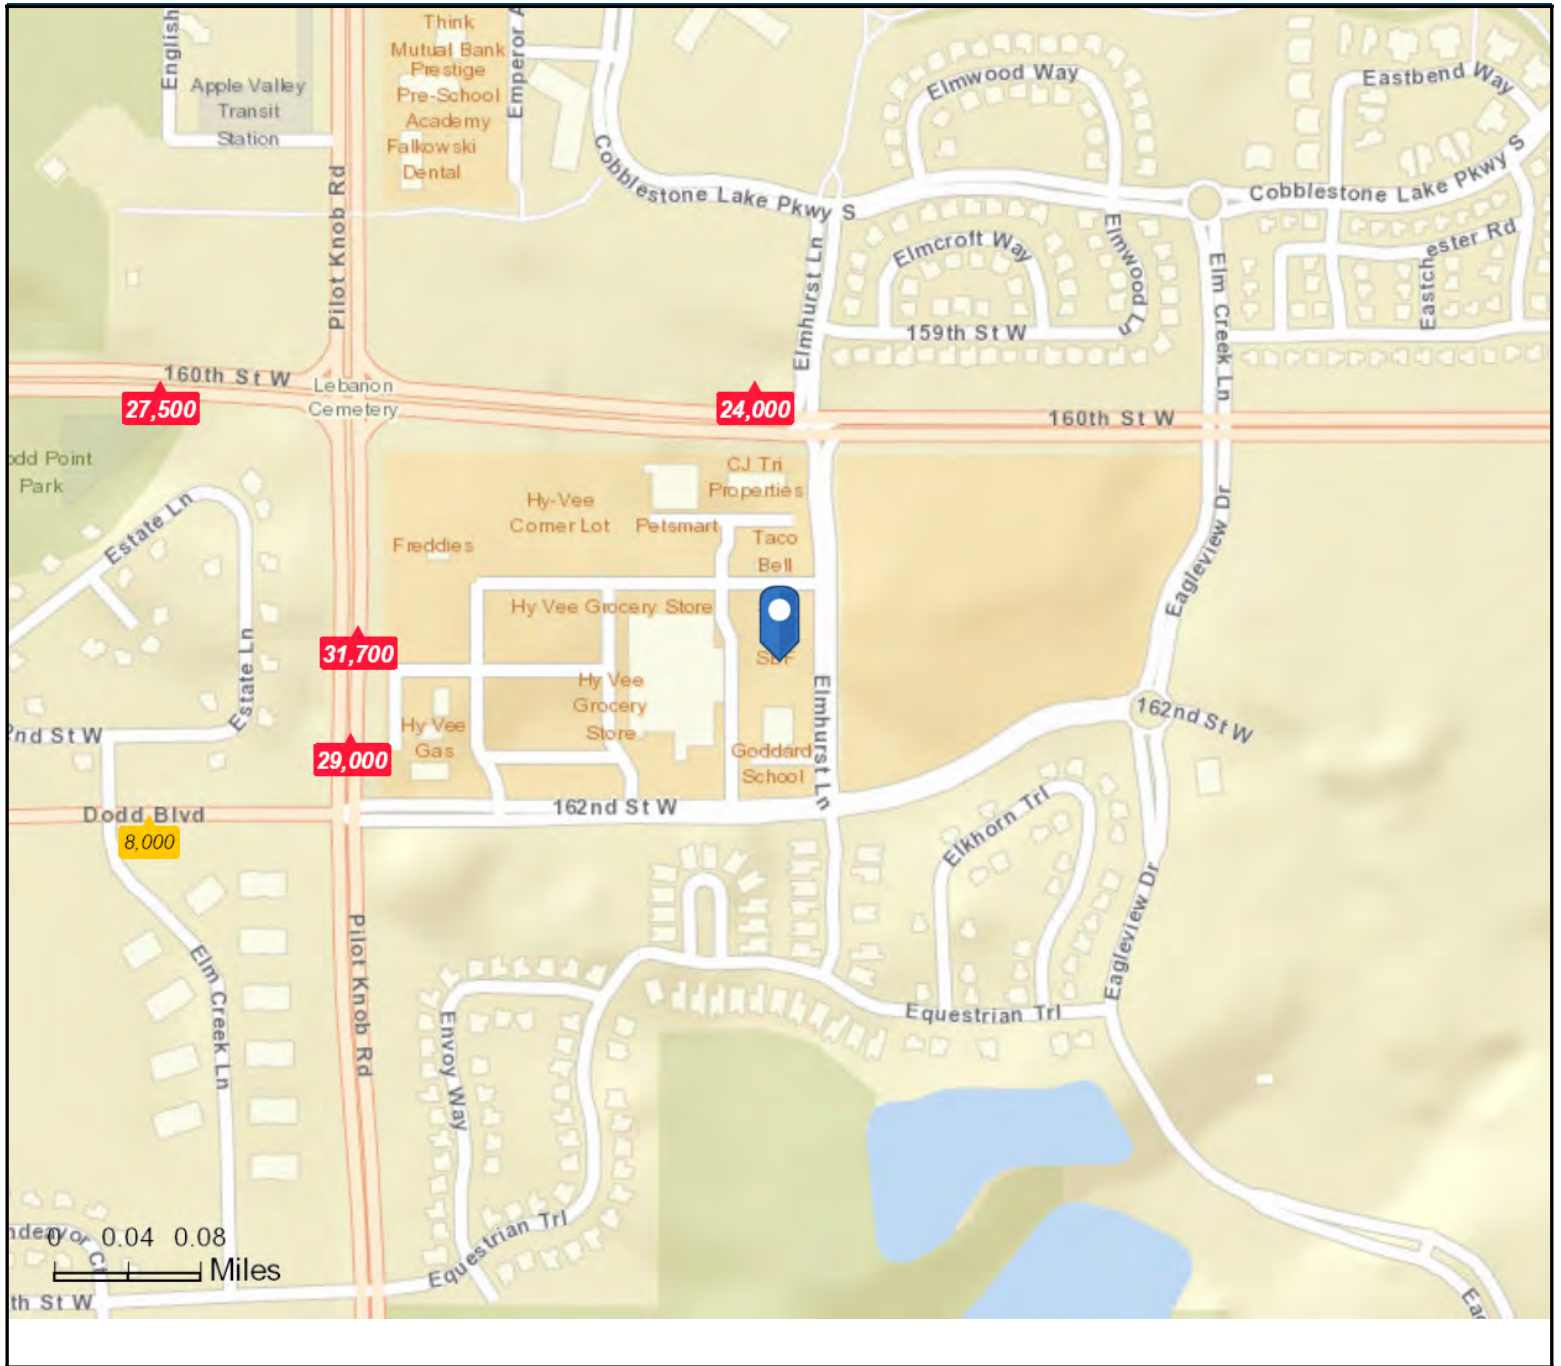 English
Apple Valley
Transit
Station
Think
Mutual Bank
Prestige
Pre-School
Academy
Falkowski
Dental
Emperor A
Pilot Knob Rd
Cobblestone Lake Pkwy S
Elmwood Way
Eastbend Way
Cobblestone Lake Pkwy S
Elmcroft Way
Elmwood Ln
Elmhurst Ln
Elm Creek Ln
Eastchester Rd
159th St W
160th St W
Lebanon
Cemetery
27,500
24,000
160th St W
odd Point
Park
Estate Ln
Estate Ln
Hy-Vee
Corner Lot
CJ Tri
Properties
Petsmart
Freddies
Taco
Bell
Eagleview Dr
Hy Vee Grocery Store
31,700
SBF
Hy Vee
Grocery
Store
Elmhurst Ln
Hy Vee
Gas
Goddard
School
162nd St W
2nd St W
29,000
Dodd Blvd
8,000
162nd St W
Elkhorn Trl
Eagleview Dr
Elm Creek Ln
Pilot Knob Rd
Envoy Way
Equestrian Trl
Equestrian Trl
ndeavor Ct
0 0.04 0.08
Miles
th St W
Eag